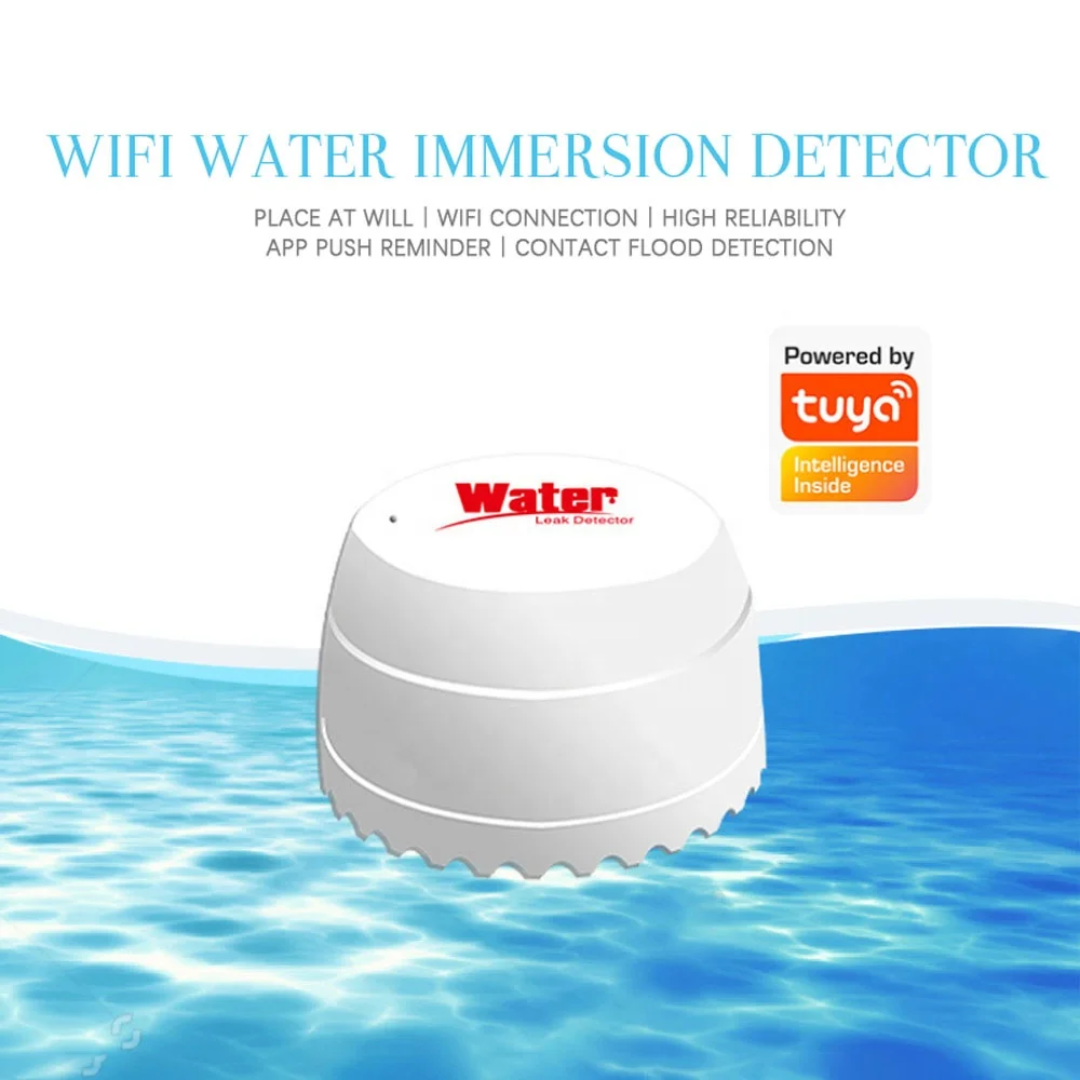 WIFI WATER IMMERSION DETECTOR
PLACE AT WILL | WIFI CONNECTION | HIGH RELIABILITY
APP PUSH REMINDER | CONTACT FLOOD DETECTION
Powered by
tuya
Intelligence
Inside
Water
Leak Detector